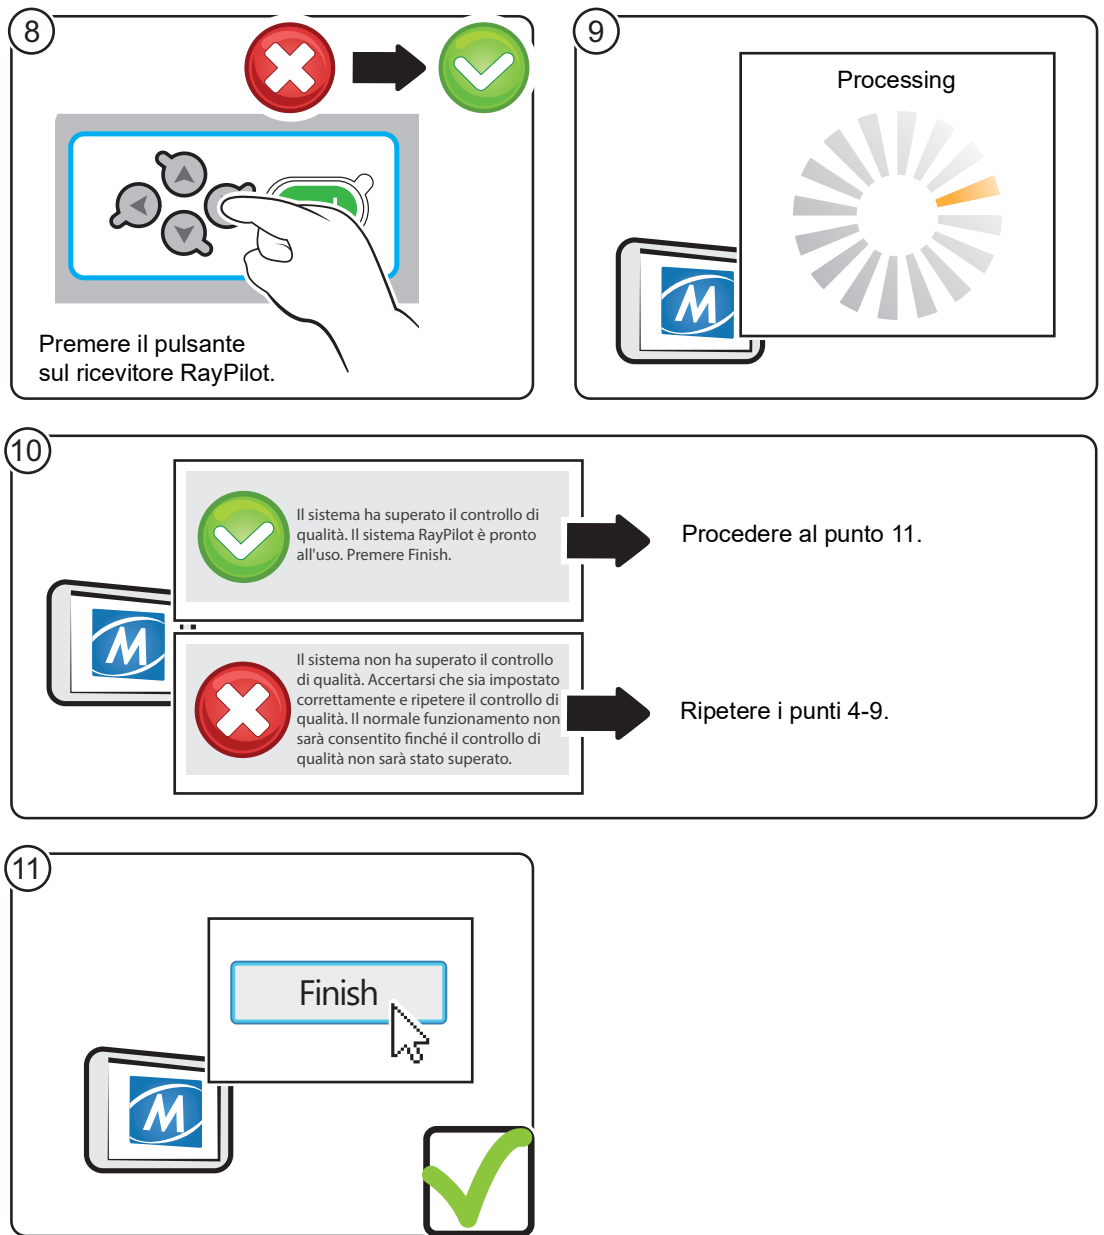 8
Premere il pulsante
sul ricevitore RayPilot.
9
Processing
M
10
Il sistema ha superato il controllo di
qualità. Il sistema RayPilot è pronto
all'uso. Premere Finish.
Procedere al punto 11.
M
Il sistema non ha superato il controllo
di qualità. Accertarsi che sia impostato
correttamente e ripetere il controllo di
qualità. Il normale funzionamento non
sarà consentito finché il controllo di
qualità non sarà stato superato.
Ripetere i punti 4-9.
11
Finish
M